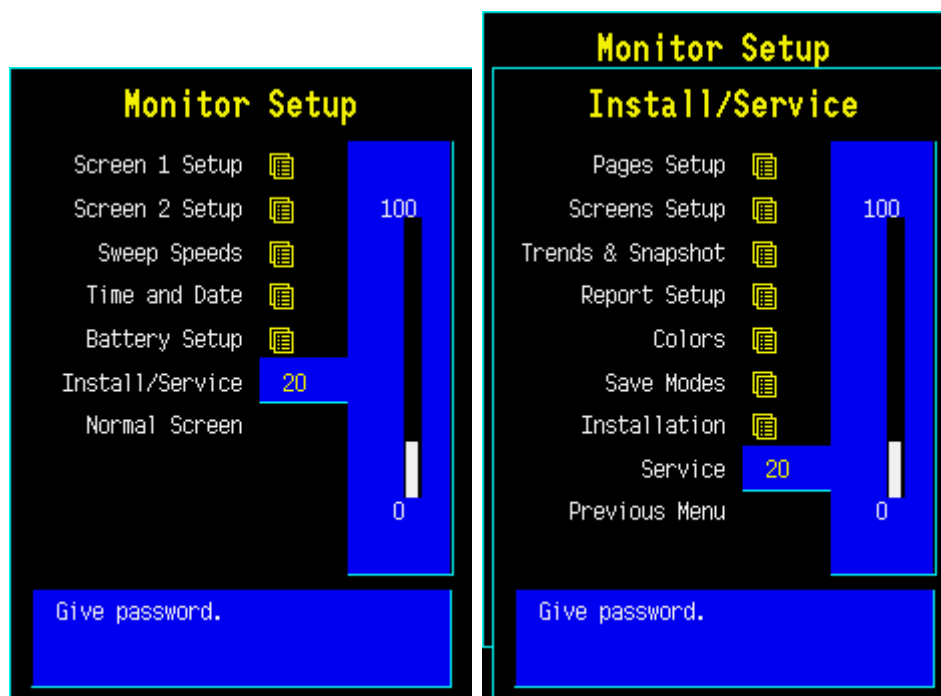 Monitor Setup
Screen 1 Setup
Screen 2 Setup
100
Sweep Speeds
Time and Date
Battery Setup
Install/Service 20
Normal Screen
0
Give password.
Monitor Setup
Install/Service
Pages Setup
Screens Setup
100
Trends & Snapshot
Report Setup
Colors
Save Modes
Installation
Service 20
Previous Menu
0
Give password.